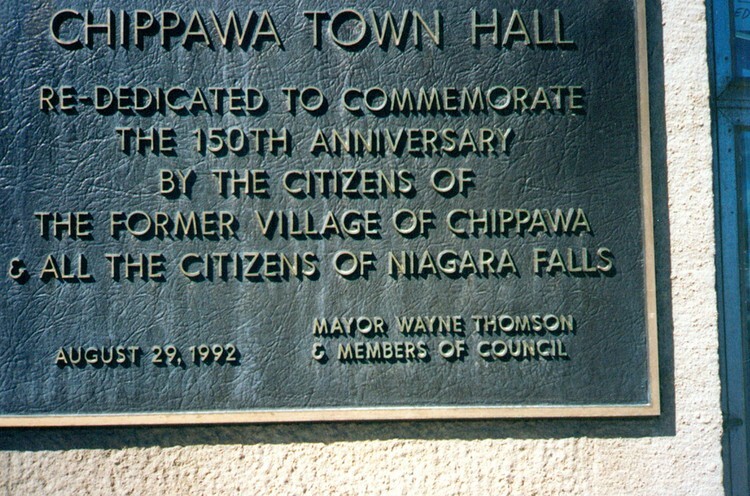 CHIPPAWA TOWN HALL
RE-DEDICATED TO COMMEMORATE
THE 150TH ANNIVERSARY
BY THE CITIZENS OF
THE FORMER VILLAGE OF CHIPPAWA
& ALL THE CITIZENS OF NIAGARA FALLS
MAYOR WAYNE THOMSON
AUGUST 29, 1992 & MEMBERS OF COUNCIL